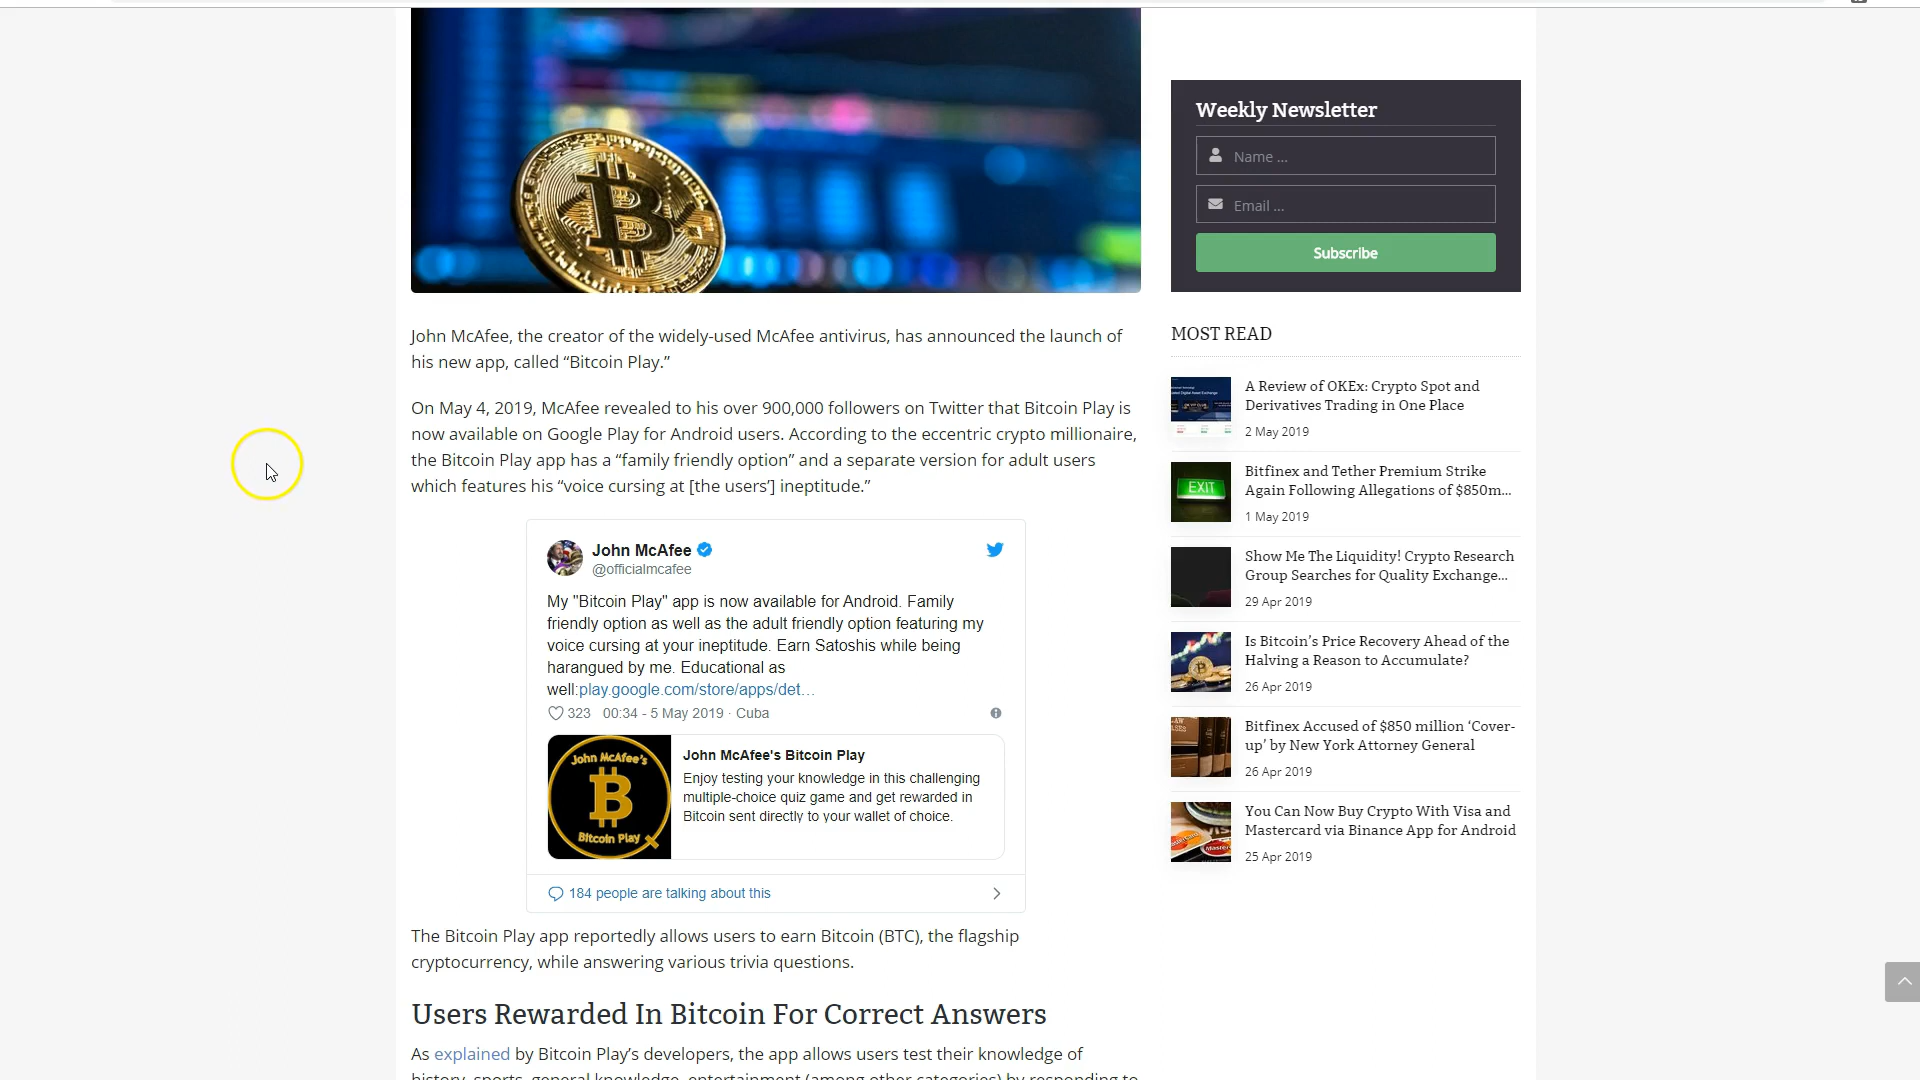 Weekly Newsletter
Name ...
Email ...
Subscribe
John McAfee, the creator of the widely-used McAfee antivirus, has announced the launch of
his new app, called “Bitcoin Play.”
On May 4, 2019, McAfee revealed to his over 900,000 followers on Twitter that Bitcoin Play is
now available on Google Play for Android users. According to the eccentric crypto millionaire,
the Bitcoin Play app has a “family friendly option” and a separate version for adult users
which features his “voice cursing at [the users’] ineptitude.”
John McAfee
@officialmcafee
My "Bitcoin Play" app is now available for Android. Family
friendly option as well as the adult friendly option featuring my
voice cursing at your ineptitude. Earn Satoshis while being
harangued by me. Educational as
well:play.google.com/store/apps/det…
323 00:34 - 5 May 2019 · Cuba
John McAfee's
Bitcoin Play
John McAfee's Bitcoin Play
Enjoy testing your knowledge in this challenging
multiple-choice quiz game and get rewarded in
Bitcoin sent directly to your wallet of choice.
184 people are talking about this
The Bitcoin Play app reportedly allows users to earn Bitcoin (BTC), the flagship
cryptocurrency, while answering various trivia questions.
Users Rewarded In Bitcoin For Correct Answers
As explained by Bitcoin Play’s developers, the app allows users test their knowledge of
history, sports, general knowledge, entertainment (among other categories) by responding to
MOST READ
A Review of OKEx: Crypto Spot and
Derivatives Trading in One Place
2 May 2019
EXIT
Bitfinex and Tether Premium Strike
Again Following Allegations of $850m...
1 May 2019
Show Me The Liquidity! Crypto Research
Group Searches for Quality Exchange...
29 Apr 2019
Is Bitcoin’s Price Recovery Ahead of the
Halving a Reason to Accumulate?
26 Apr 2019
Bitfinex Accused of $850 million ‘Cover-
up’ by New York Attorney General
26 Apr 2019
You Can Now Buy Crypto With Visa and
Mastercard via Binance App for Android
25 Apr 2019